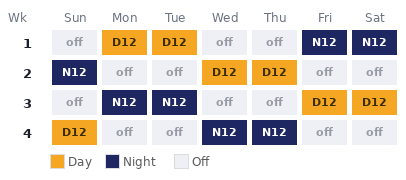 Wk Sun Mon Tue Wed Thu Fri Sat
1 off D12 D12 off off N12 N12
2 N12 off off D12 D12 off off
3 off N12 N12 off off D12 D12
4 D12 off off N12 N12 off off
Day Night Off